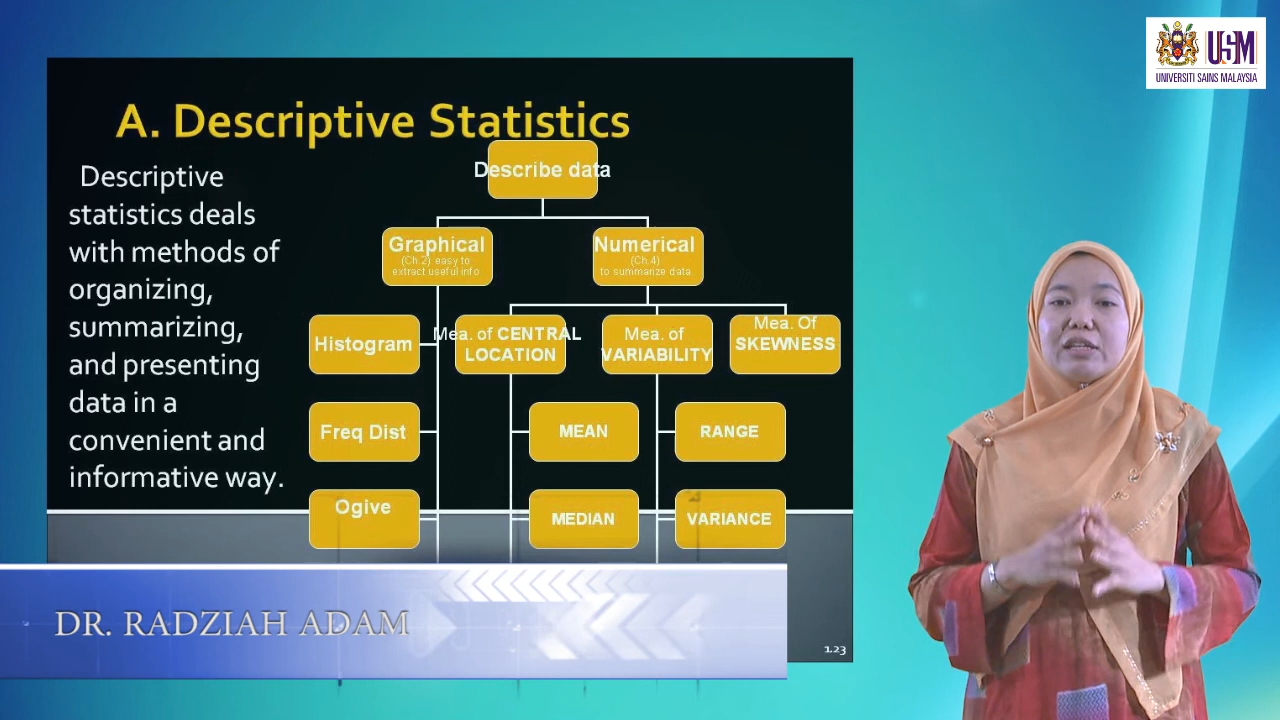 USM
UNIVERSITI SAINS MALAYSIA
A. Descriptive Statistics
Descriptive
statistics deals
with methods of
organizing,
summarizing,
and presenting
data in a
convenient and
informative way.
Describe data
Graphical
(Ch.2) easy to
extract useful info
Numerical
(Ch.4)
to summarize data
Histogram
Mea. of CENTRAL
LOCATION
Mea. of
VARIABILITY
Mea. Of
SKEWNESS
Freq Dist
MEAN
RANGE
Ogive
MEDIAN
VARIANCE
DR. RADZIAH ADAM
1.23